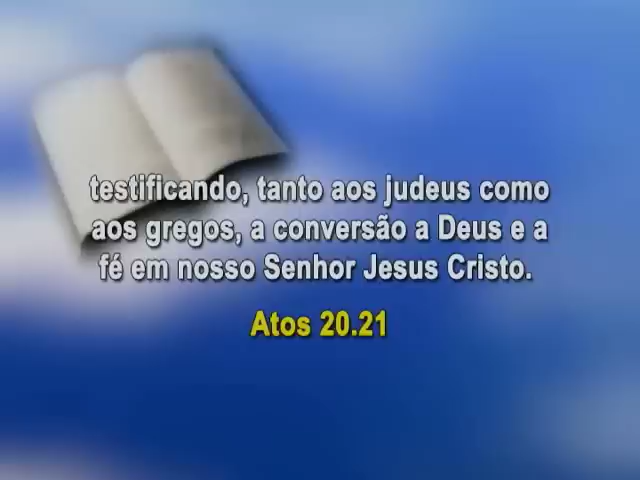 testificando, tanto aos judeus como
aos gregos, a conversão a Deus e a
fé em nosso Senhor Jesus Cristo.
Atos 20.21